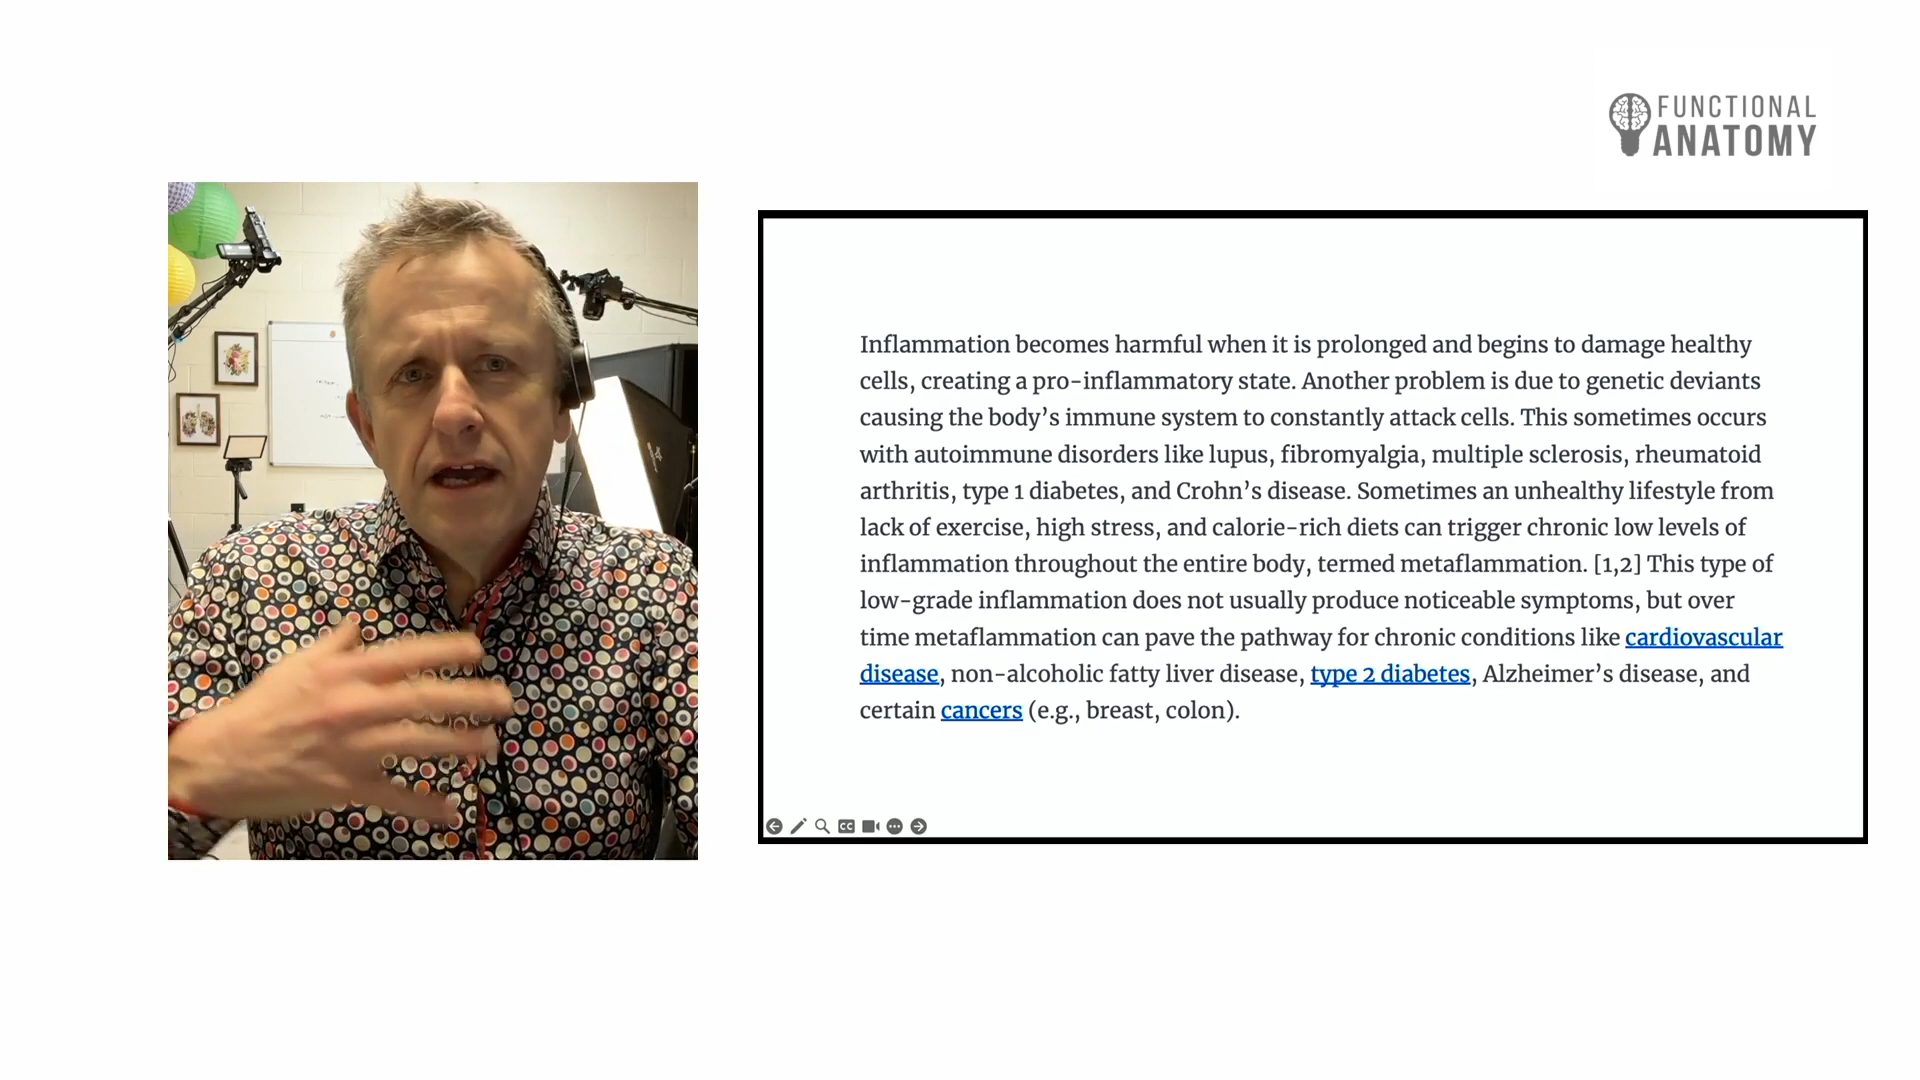 FUNCTIONAL
ANATOMY
Inflammation becomes harmful when it is prolonged and begins to damage healthy
cells, creating a pro-inflammatory state. Another problem is due to genetic deviants
causing the body’s immune system to constantly attack cells. This sometimes occurs
with autoimmune disorders like lupus, fibromyalgia, multiple sclerosis, rheumatoid
arthritis, type 1 diabetes, and Crohn’s disease. Sometimes an unhealthy lifestyle from
lack of exercise, high stress, and calorie-rich diets can trigger chronic low levels of
inflammation throughout the entire body, termed metaflammation. [1,2] This type of
low-grade inflammation does not usually produce noticeable symptoms, but over
time metaflammation can pave the pathway for chronic conditions like cardiovascular
disease, non-alcoholic fatty liver disease, type 2 diabetes, Alzheimer’s disease, and
certain cancers (e.g., breast, colon).
CC